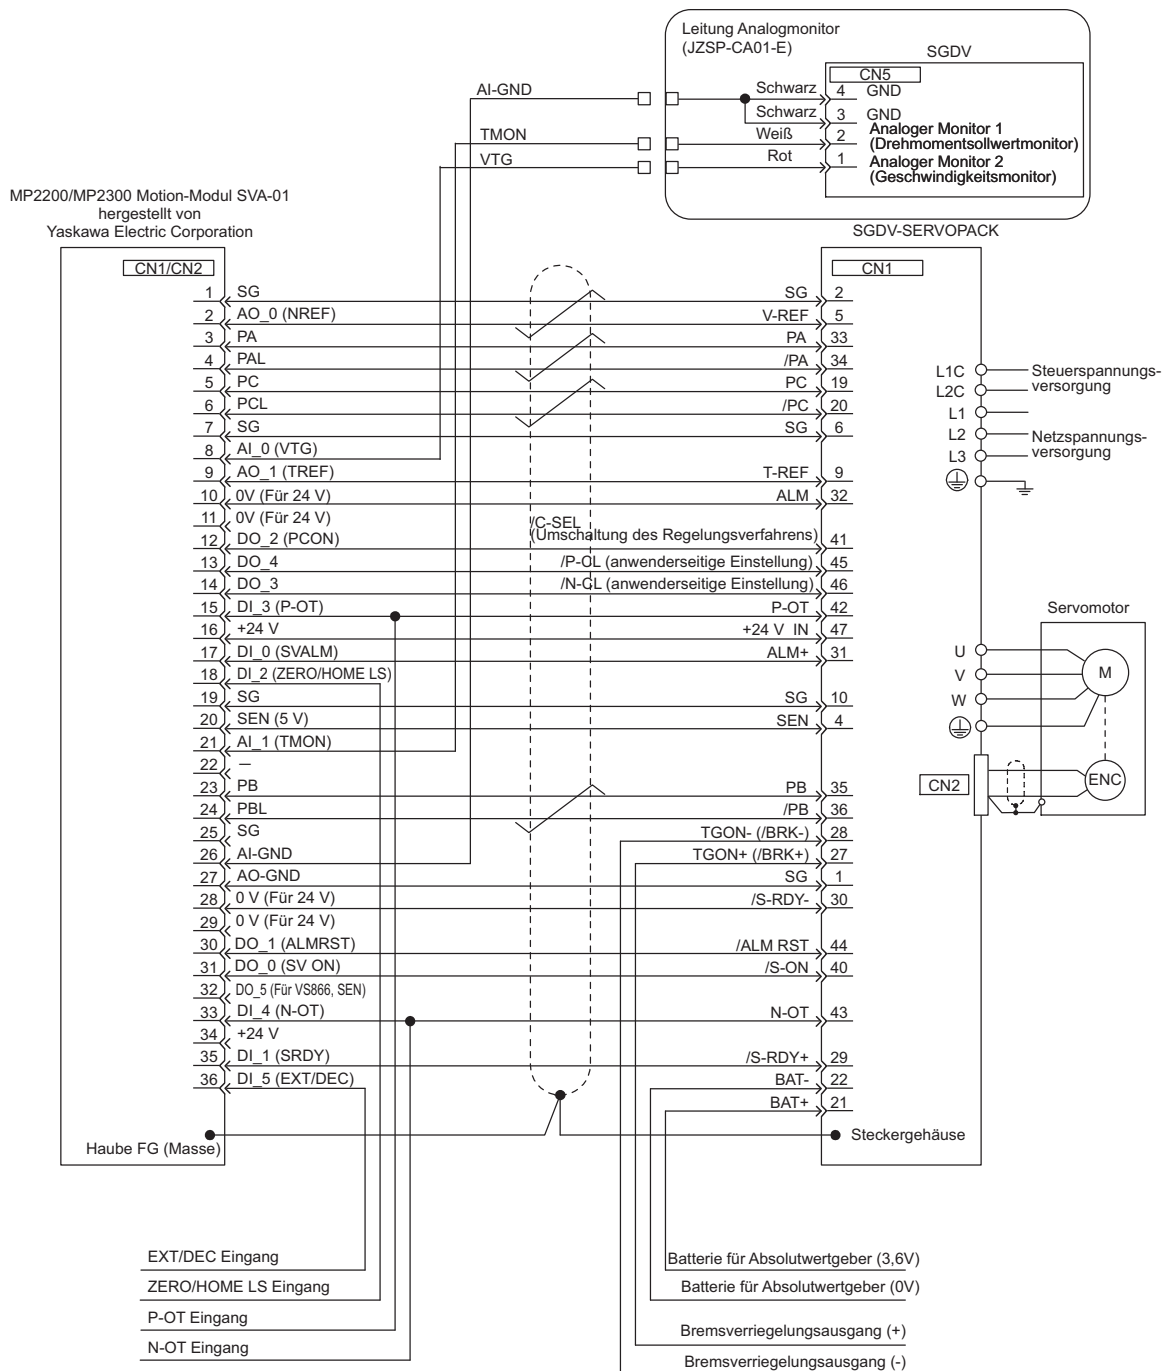 Leitung Analogmonitor
(JZSP-CA01-E)
SGDV
CN5
AI-GND
Schwarz 4 GND
Schwarz 3 GND
TMON
Weiß 2 Analoger Monitor 1
(Drehmomentsollwertmonitor)
VTG
Rot 1 Analoger Monitor 2
(Geschwindigkeitsmonitor)
MP2200/MP2300 Motion-Modul SVA-01
hergestellt von
Yaskawa Electric Corporation
SGDV-SERVOPACK
CN1/CN2
CN1
1 SG SG 2
2 AO_0 (NREF) V-REF 5
3 PA PA 33
4 PAL /PA 34
5 PC PC 19
6 PCL /PC 20
7 SG SG 6
8 AI_0 (VTG)
9 AO_1 (TREF) T-REF 9
10 0V (Für 24 V) ALM 32
11 0V (Für 24 V)
/C-SEL
(Umschaltung des Regelungsverfahrens)
12 DO_2 (PCON) 41
13 DO_4 /P-CL (anwenderseitige Einstellung) 45
14 DO_3 /N-CL (anwenderseitige Einstellung) 46
15 DI_3 (P-OT) P-OT 42
16 +24 V +24 V IN 47
17 DI_0 (SVALM) ALM+ 31
18 DI_2 (ZERO/HOME LS)
19 SG SG 10
20 SEN (5 V) SEN 4
21 AI_1 (TMON)
22 –
23 PB PB 35
24 PBL /PB 36
25 SG TGON- (/BRK-) 28
26 AI-GND TGON+ (/BRK+) 27
27 AO-GND SG 1
28 0 V (Für 24 V) /S-RDY- 30
29 0 V (Für 24 V)
30 DO_1 (ALMRST) /ALM RST 44
31 DO_0 (SV ON) /S-ON 40
32 DO_5 (Für VS866, SEN)
33 DI_4 (N-OT) N-OT 43
34 +24 V
35 DI_1 (SRDY) /S-RDY+ 29
36 DI_5 (EXT/DEC) BAT- 22
BAT+ 21
Haube FG (Masse)
Steckergehäuse
L1C
L2C
Steuerspannungs-
versorgung
L1
L2
L3
Netzspannungs-
versorgung
Servomotor
U
V
W
M
CN2
ENC
EXT/DEC Eingang
ZERO/HOME LS Eingang
P-OT Eingang
N-OT Eingang
Batterie für Absolutwertgeber (3,6V)
Batterie für Absolutwertgeber (0V)
Bremsverriegelungsausgang (+)
Bremsverriegelungsausgang (-)